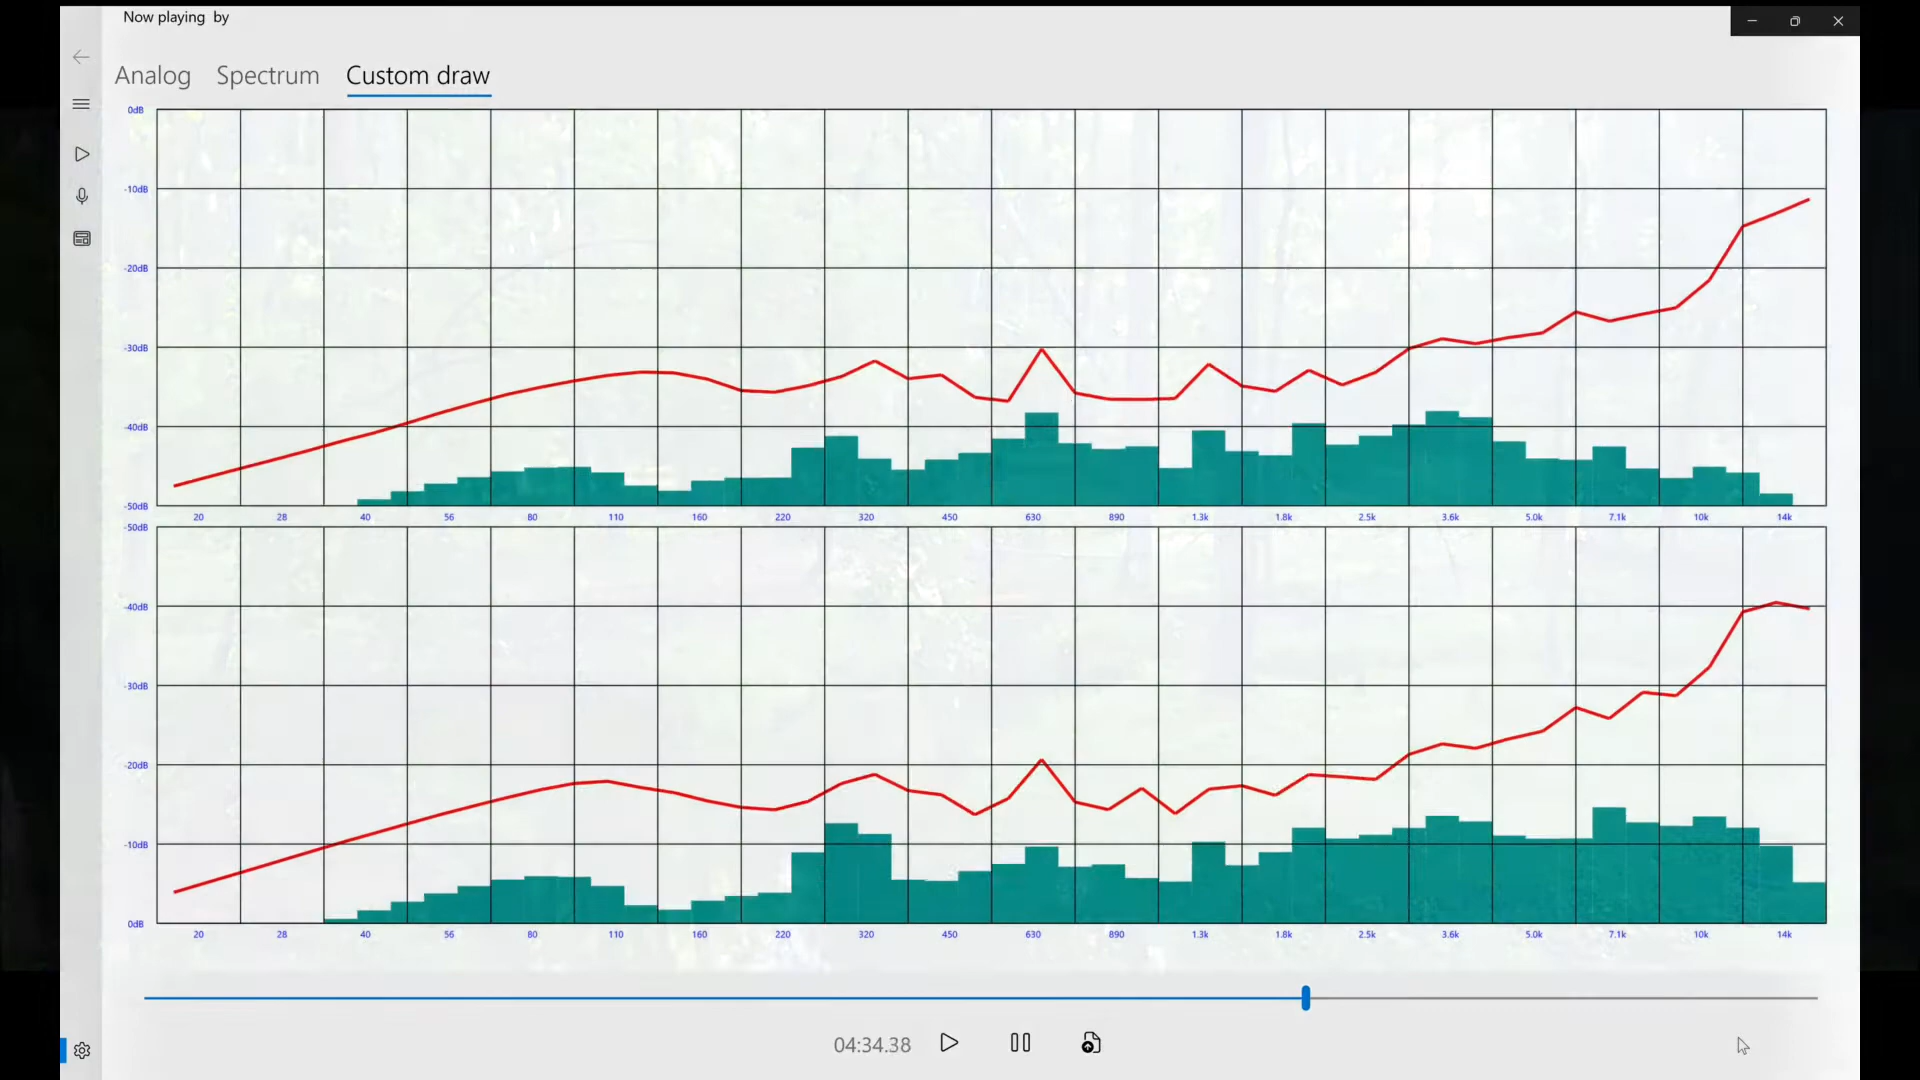 Now playing by
Analog Spectrum Custom draw
0dB
-10dB
-20dB
-30dB
-40dB
-50dB
20 28 40 56 80 110 160 220 320 450 630 890 1.3k 1.8k 2.5k 3.6k 5.0k 7.1k 10k 14k
-50dB
-40dB
-30dB
-20dB
-10dB
0dB
20 28 40 56 80 110 160 220 320 450 630 890 1.3k 1.8k 2.5k 3.6k 5.0k 7.1k 10k 14k
04:34.38